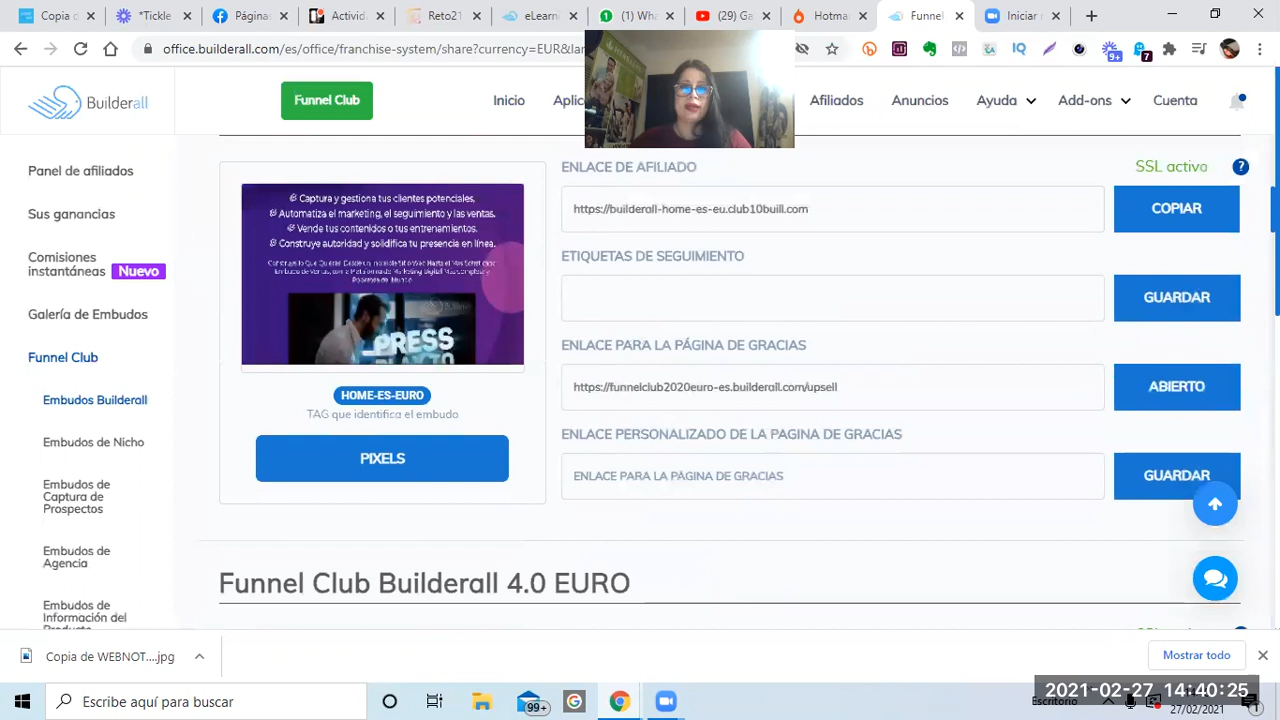 Cod
*Tickle
Páginas
Método
Reto21
eLearn
(1) Wha
(29) Ga
Hotma
Funnel
Iniciar
office.builderall.com/es/office/franchise-system/share?currency=EUR&lan
9+
7
Builderall
Funnel Club
Inicio
Afiliados
Anuncios
Ayuda
Add-ons
Cuenta
Panel de afiliados
Sus ganancias
Comisiones
instantáneas Nuevo
Galería de Embudos
Funnel Club
Embudos Builderall
Embudos de Nicho
Embudos de
Captura de
Prospectos
Embudos de
Agencia
Embudos de
Información del
Producto
Captura y gestiona tus clientes potenciales,
Automatiza el marketing, el seguimiento y las ventas.
Vende tus contenidos o tus entrenamientos.
Construye autoridad y solidifica tu presencia en línea.
PRESS
HOME-ES-EURO
TAG que identifica el embudo
PIXELS
ENLACE DE AFILIADO
SSL activo
?
https://builderall-home-es-eu.club10buill.com
COPIAR
ETIQUETAS DE SEGUIMIENTO
GUARDAR
ENLACE PARA LA PÁGINA DE GRACIAS
https://funnelclub2020euro-es.builderall.com/upsell
ABIERTO
ENLACE PERSONALIZADO DE LA PAGINA DE GRACIAS
ENLACE PARA LA PÁGINA DE GRACIAS
GUARDAR
Funnel Club Builderall 4.0 EURO
Copia de WEBNOT....jpg
Mostrar todo
Escribe aquí para buscar
99+
Escritorio
2021-02-27 14:40:25
27/02/2021